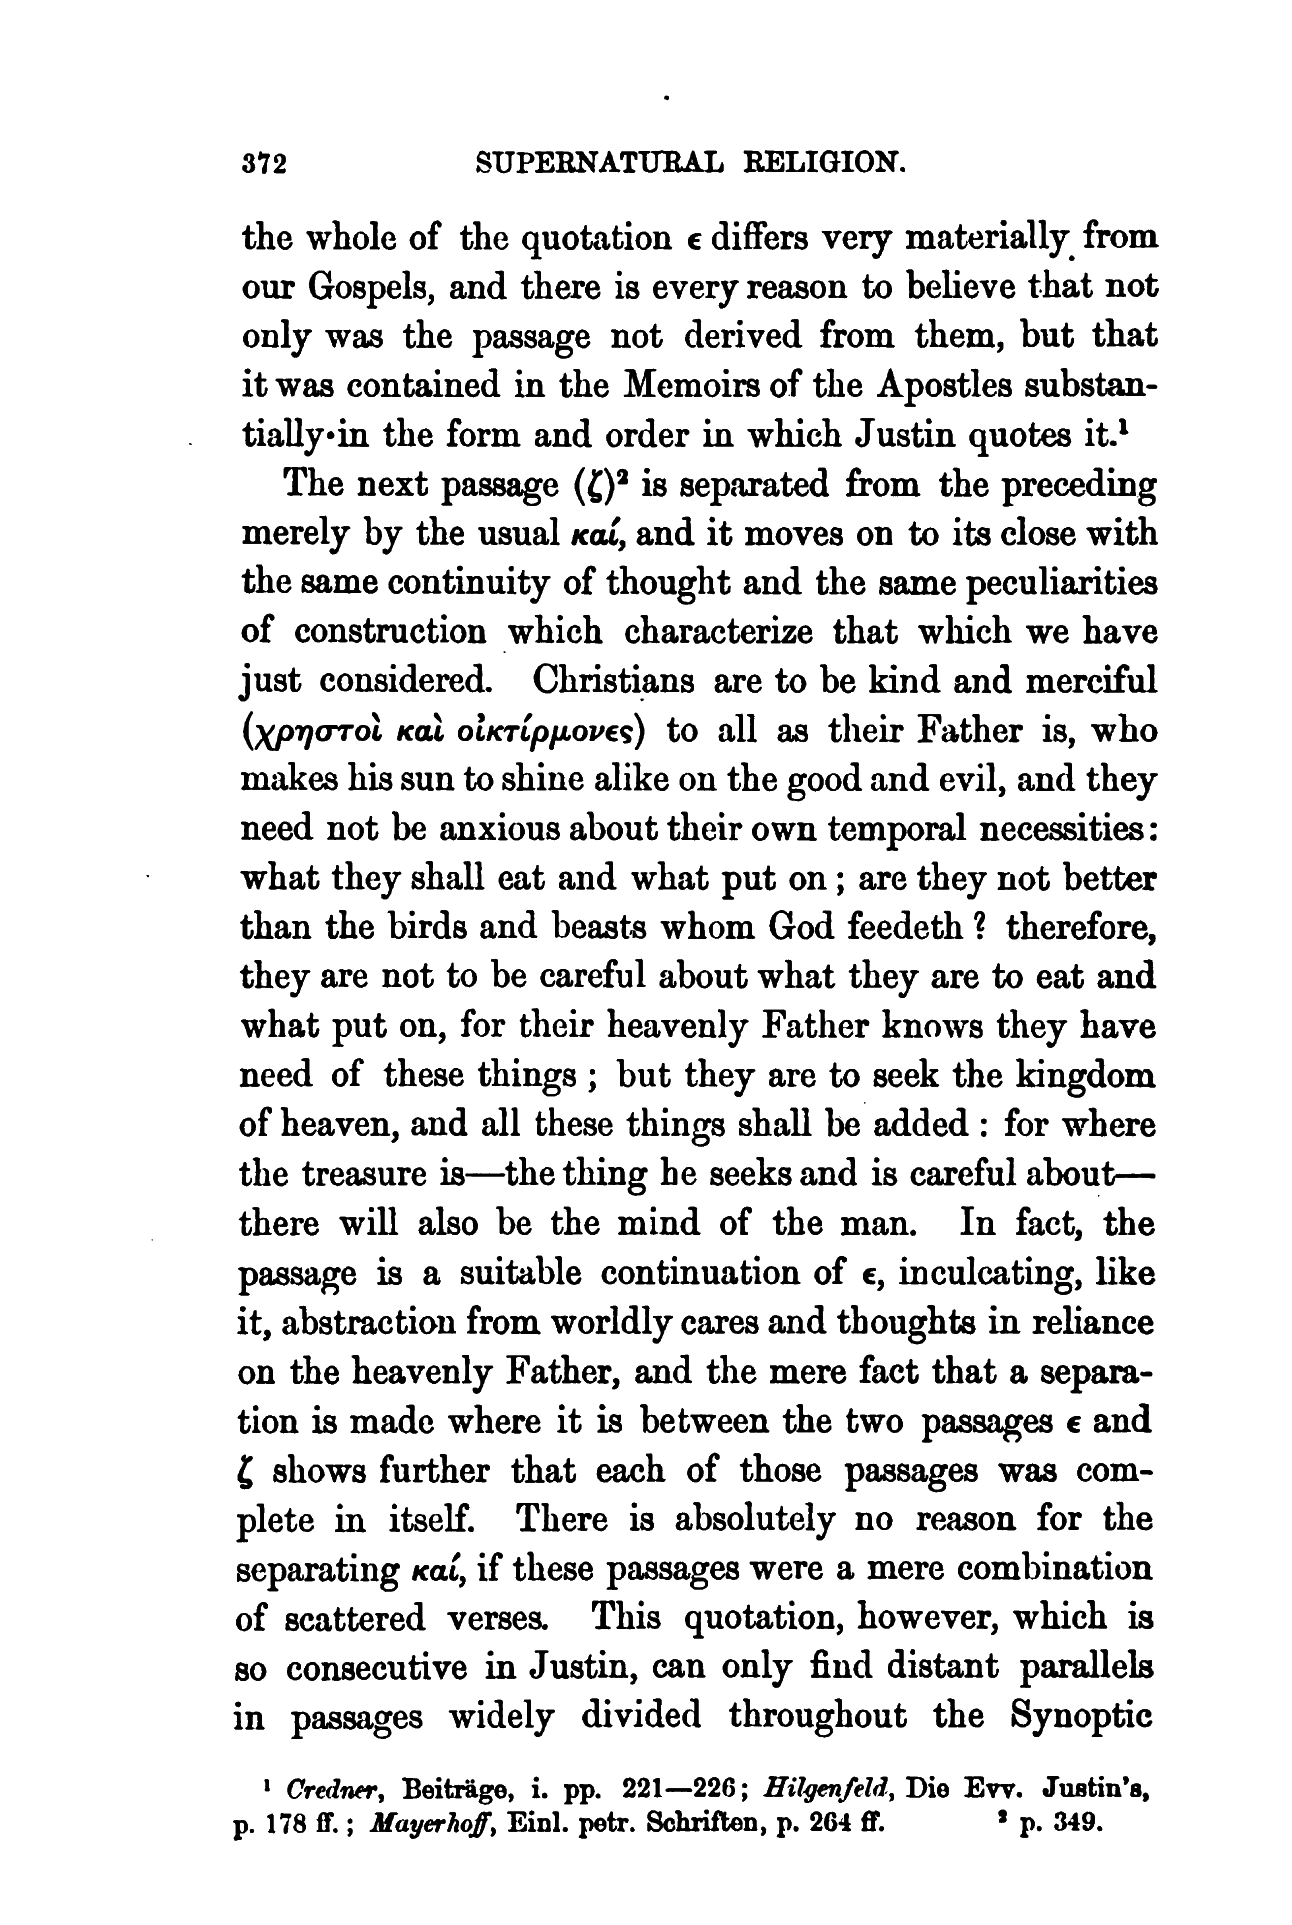 372 SUPERNATURAL RELIGION.
the whole of the quotation ϵ differs very materially from
our Gospels, and there is every reason to believe that not
only was the passage not derived from them, but that
it was contained in the Memoirs of the Apostles substan-
tially in the form and order in which Justin quotes it.¹
The next passage (ζ)² is separated from the preceding
merely by the usual καί, and it moves on to its close with
the same continuity of thought and the same peculiarities
of construction which characterize that which we have
just considered. Christians are to be kind and merciful
(χρηστοὶ καὶ οἰκτίρμονες) to all as their Father is, who
makes his sun to shine alike on the good and evil, and they
need not be anxious about their own temporal necessities:
what they shall eat and what put on; are they not better
than the birds and beasts whom God feedeth? therefore,
they are not to be careful about what they are to eat and
what put on, for their heavenly Father knows they have
need of these things; but they are to seek the kingdom
of heaven, and all these things shall be added: for where
the treasure is—the thing he seeks and is careful about—
there will also be the mind of the man. In fact, the
passage is a suitable continuation of ϵ, inculcating, like
it, abstraction from worldly cares and thoughts in reliance
on the heavenly Father, and the mere fact that a separa-
tion is made where it is between the two passages ϵ and
ζ shows further that each of those passages was com-
plete in itself. There is absolutely no reason for the
separating καί, if these passages were a mere combination
of scattered verses. This quotation, however, which is
so consecutive in Justin, can only find distant parallels
in passages widely divided throughout the Synoptic
¹ Credner, Beiträge, i. pp. 221—226; Hilgenfeld, Die Evv. Justin's,
p. 178 ff.; Mayerhoff, Einl. petr. Schriften, p. 264 ff. ² p. 349.